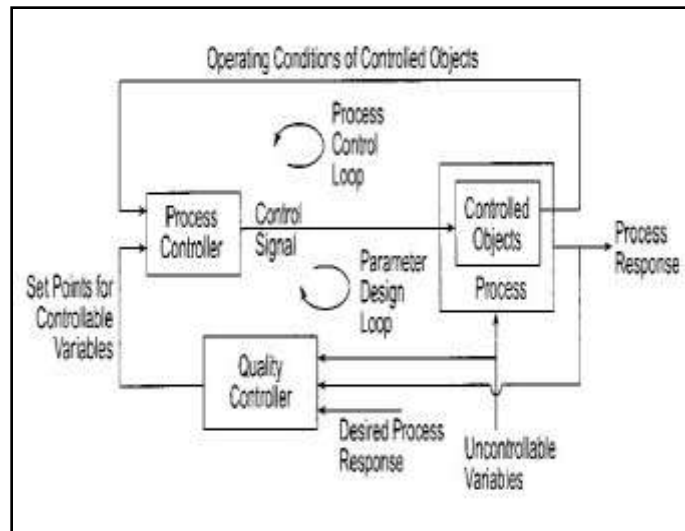 Operating Conditions of Controlled Objects
Process
Control
Loop
Process
Controller
Control
Signal
Controlled
Objects
Process
Process
Response
Parameter
Design
Loop
Set Points for
Controllable
Variables
Quality
Controller
Desired Process
Response
Uncontrollable
Variables